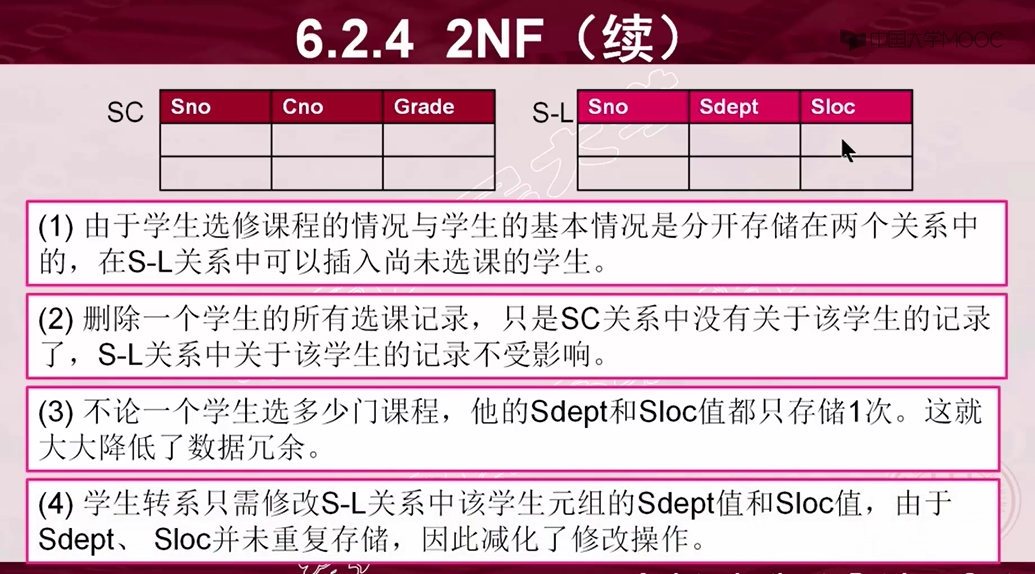 6.2.4 2NF（续）
中国大学MOOC
SC Sno Cno Grade
S-L Sno Sdept Sloc
(1) 由于学生选修课程的情况与学生的基本情况是分开存储在两个关系中
的，在S-L关系中可以插入尚未选课的学生。
(2) 删除一个学生的所有选课记录，只是SC关系中没有关于该学生的记录
了，S-L关系中关于该学生的记录不受影响。
(3) 不论一个学生选多少门课程，他的Sdept和Sloc值都只存储1次。这就
大大降低了数据冗余。
(4) 学生转系只需修改S-L关系中该学生元组的Sdept值和Sloc值，由于
Sdept、 Sloc并未重复存储，因此减化了修改操作。